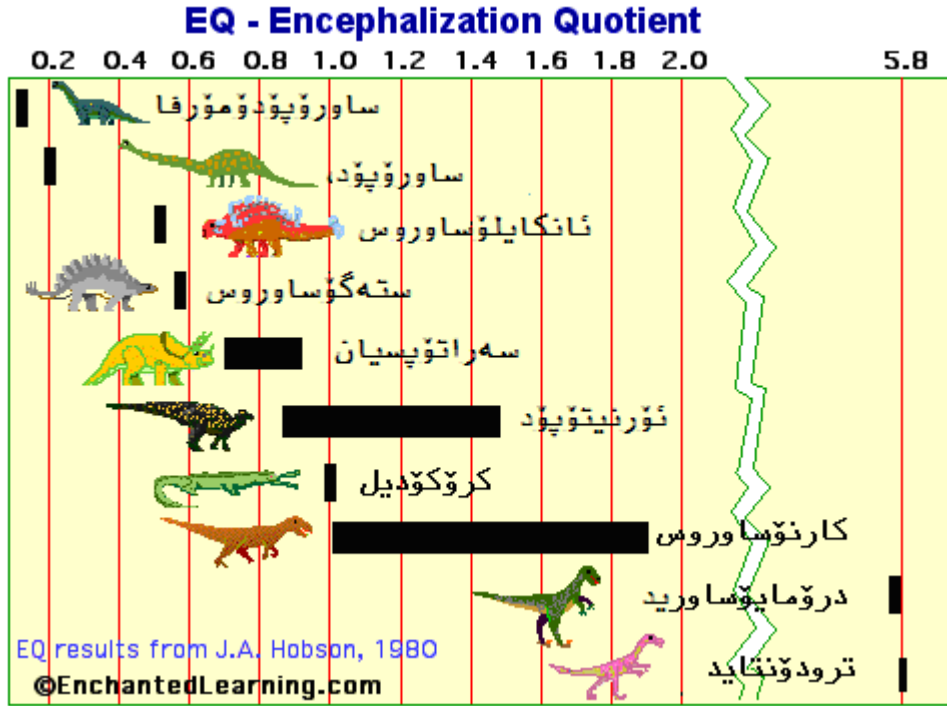 EQ - Encephalization Quotient
0.2 0.4 0.6 0.8 1.0 1.2 1.4 1.6 1.8 2.0 5.8
ساورۆپۆدۆمۆرفا
ساورۆپۆد،
ئانکایلۆساوروس
ستەگۆساوروس
سەراتۆپسیان
ئۆرنیتۆپۆد
کرۆکۆدیل
کارنۆساوروس
درۆمایۆساورید
ترودۆنتاید
EQ results from J.A. Hobson, 1980
©EnchantedLearning.com